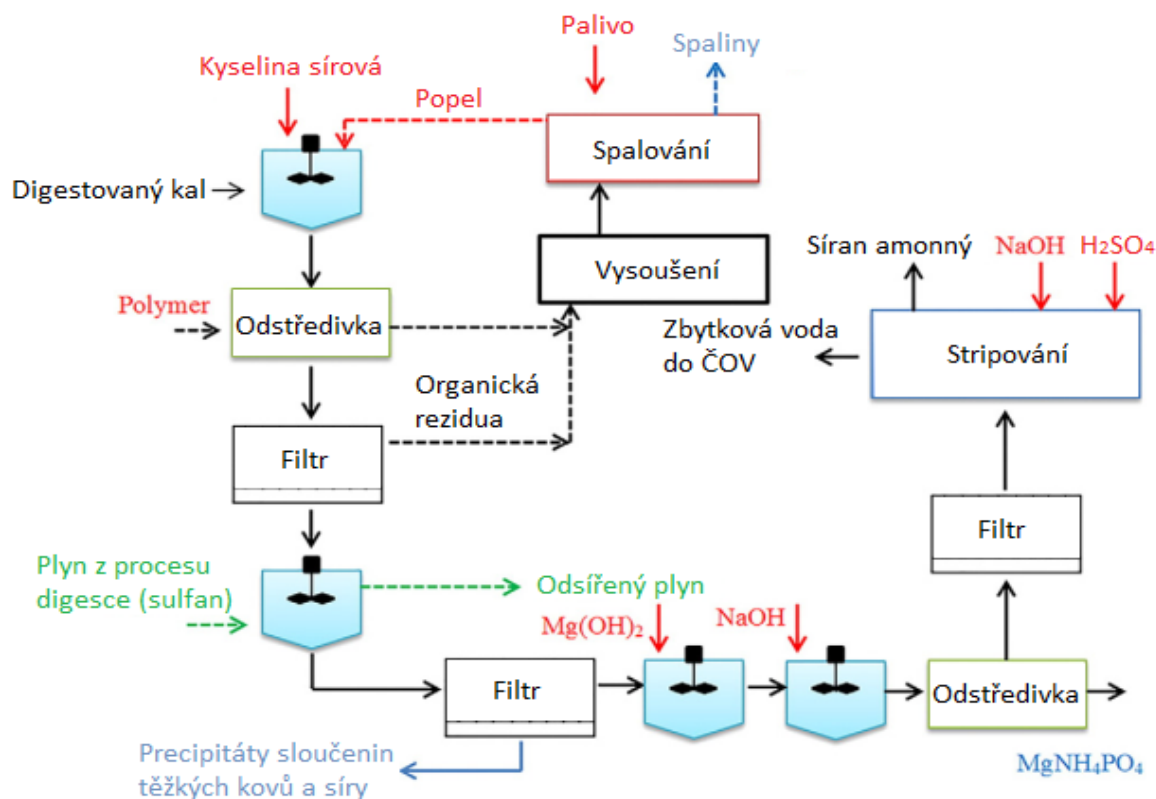 Palivo
Spaliny
Kyselina sírová
Popel
Spalování
Digestovaný kal
Vysoušení
Síran amonný
NaOH
H2SO4
Polymer
Odstředivka
Zbytková voda
do ČOV
Stripování
Organická
rezidua
Filtr
Filtr
Plyn z procesu
digesce (sulfan)
Odsířený plyn
Mg(OH)2
NaOH
Filtr
Odstředivka
Precipitáty sloučenin
těžkých kovů a síry
MgNH4PO4